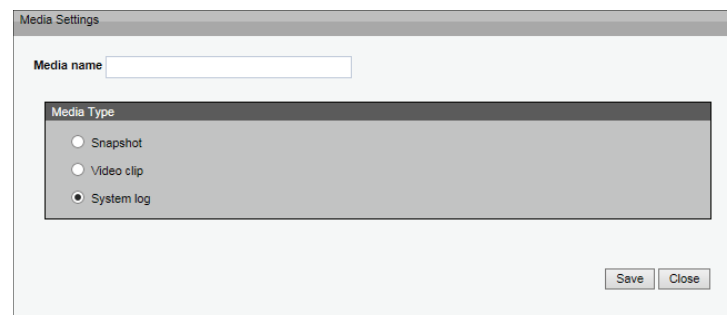 Media Settings
Media name
Media Type
Snapshot
Video clip
System log
Save Close